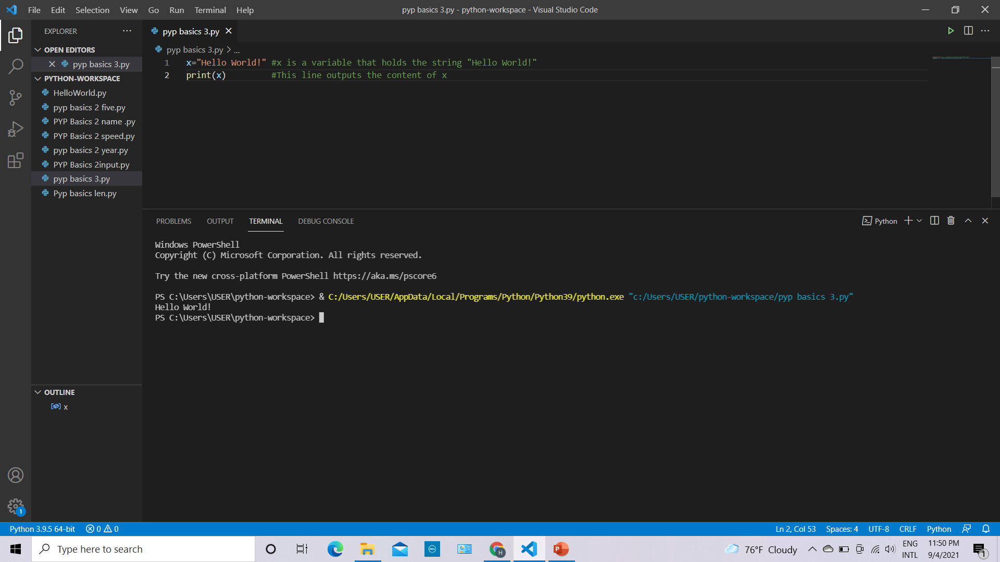 File Edit Selection View Go Run Terminal Help
pyp basics 3.py - python-workspace - Visual Studio Code
EXPLORER
OPEN EDITORS
pyp basics 3.py
PYTHON-WORKSPACE
HelloWorld.py
pyp basics 2 five.py
PYP Basics 2 name .py
PYP Basics 2 speed.py
pyp basics 2 year.py
PYP Basics 2input.py
pyp basics 3.py
Pyp basics len.py
OUTLINE
x
1
pyp basics 3.py
pyp basics 3.py > ...
1 x="Hello World!" #x is a variable that holds the string "Hello World!"
2 print(x) #This line outputs the content of x
PROBLEMS OUTPUT TERMINAL DEBUG CONSOLE
Python
Windows PowerShell
Copyright (C) Microsoft Corporation. All rights reserved.
Try the new cross-platform PowerShell https://aka.ms/pscore6
PS C:\Users\USER\python-workspace> & C:/Users/USER/AppData/Local/Programs/Python/Python39/python.exe "c:/Users/USER/python-workspace/pyp basics 3.py"
Hello World!
PS C:\Users\USER\python-workspace>
Python 3.9.5 64-bit 0 0 Ln 2, Col 53 Spaces: 4 UTF-8 CRLF Python
Type here to search
DELL
H
P
76°F Cloudy
ENG
INTL
11:50 PM
9/4/2021
1